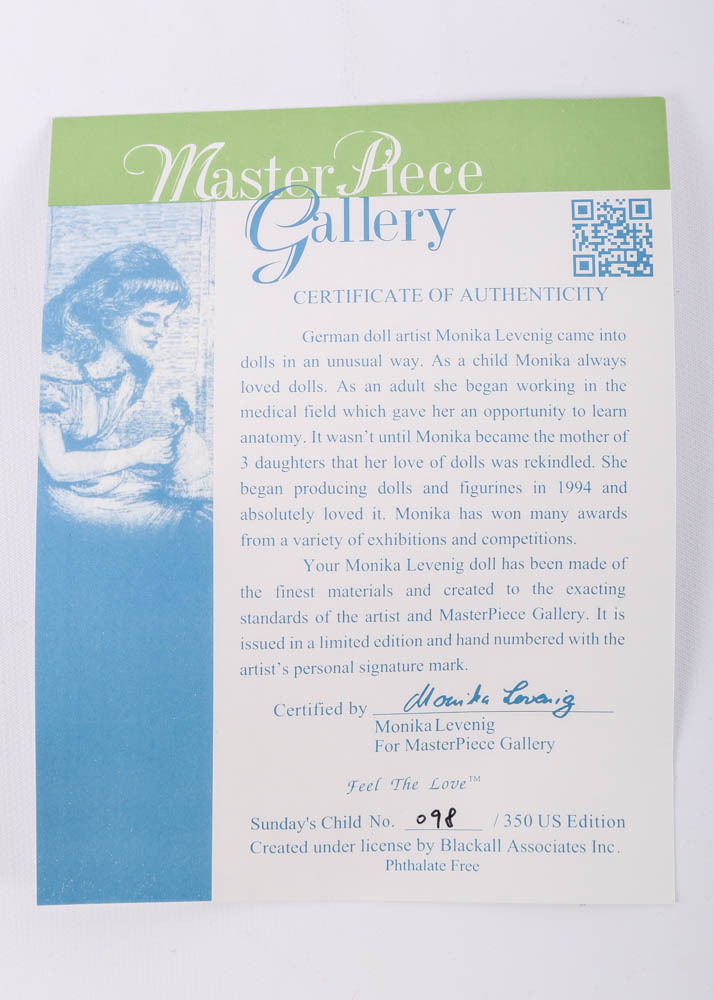 MasterPiece
Gallery
CERTIFICATE OF AUTHENTICITY
German doll artist Monika Levenig came into
dolls in an unusual way. As a child Monika always
loved dolls. As an adult she began working in the
medical field which gave her an opportunity to learn
anatomy. It wasn't until Monika became the mother of
3 daughters that her love of dolls was rekindled. She
began producing dolls and figurines in 1994 and
absolutely loved it. Monika has won many awards
from a variety of exhibitions and competitions.
Your Monika Levenig doll has been made of
the finest materials and created to the exacting
standards of the artist and MasterPiece Gallery. It is
issued in a limited edition and hand numbered with the
artist's personal signature mark.
Certified by Monika Levenig
Monika Levenig
For MasterPiece Gallery
Feel The Love™
Sunday's Child No. 098 / 350 US Edition
Created under license by Blackall Associates Inc.
Phthalate Free